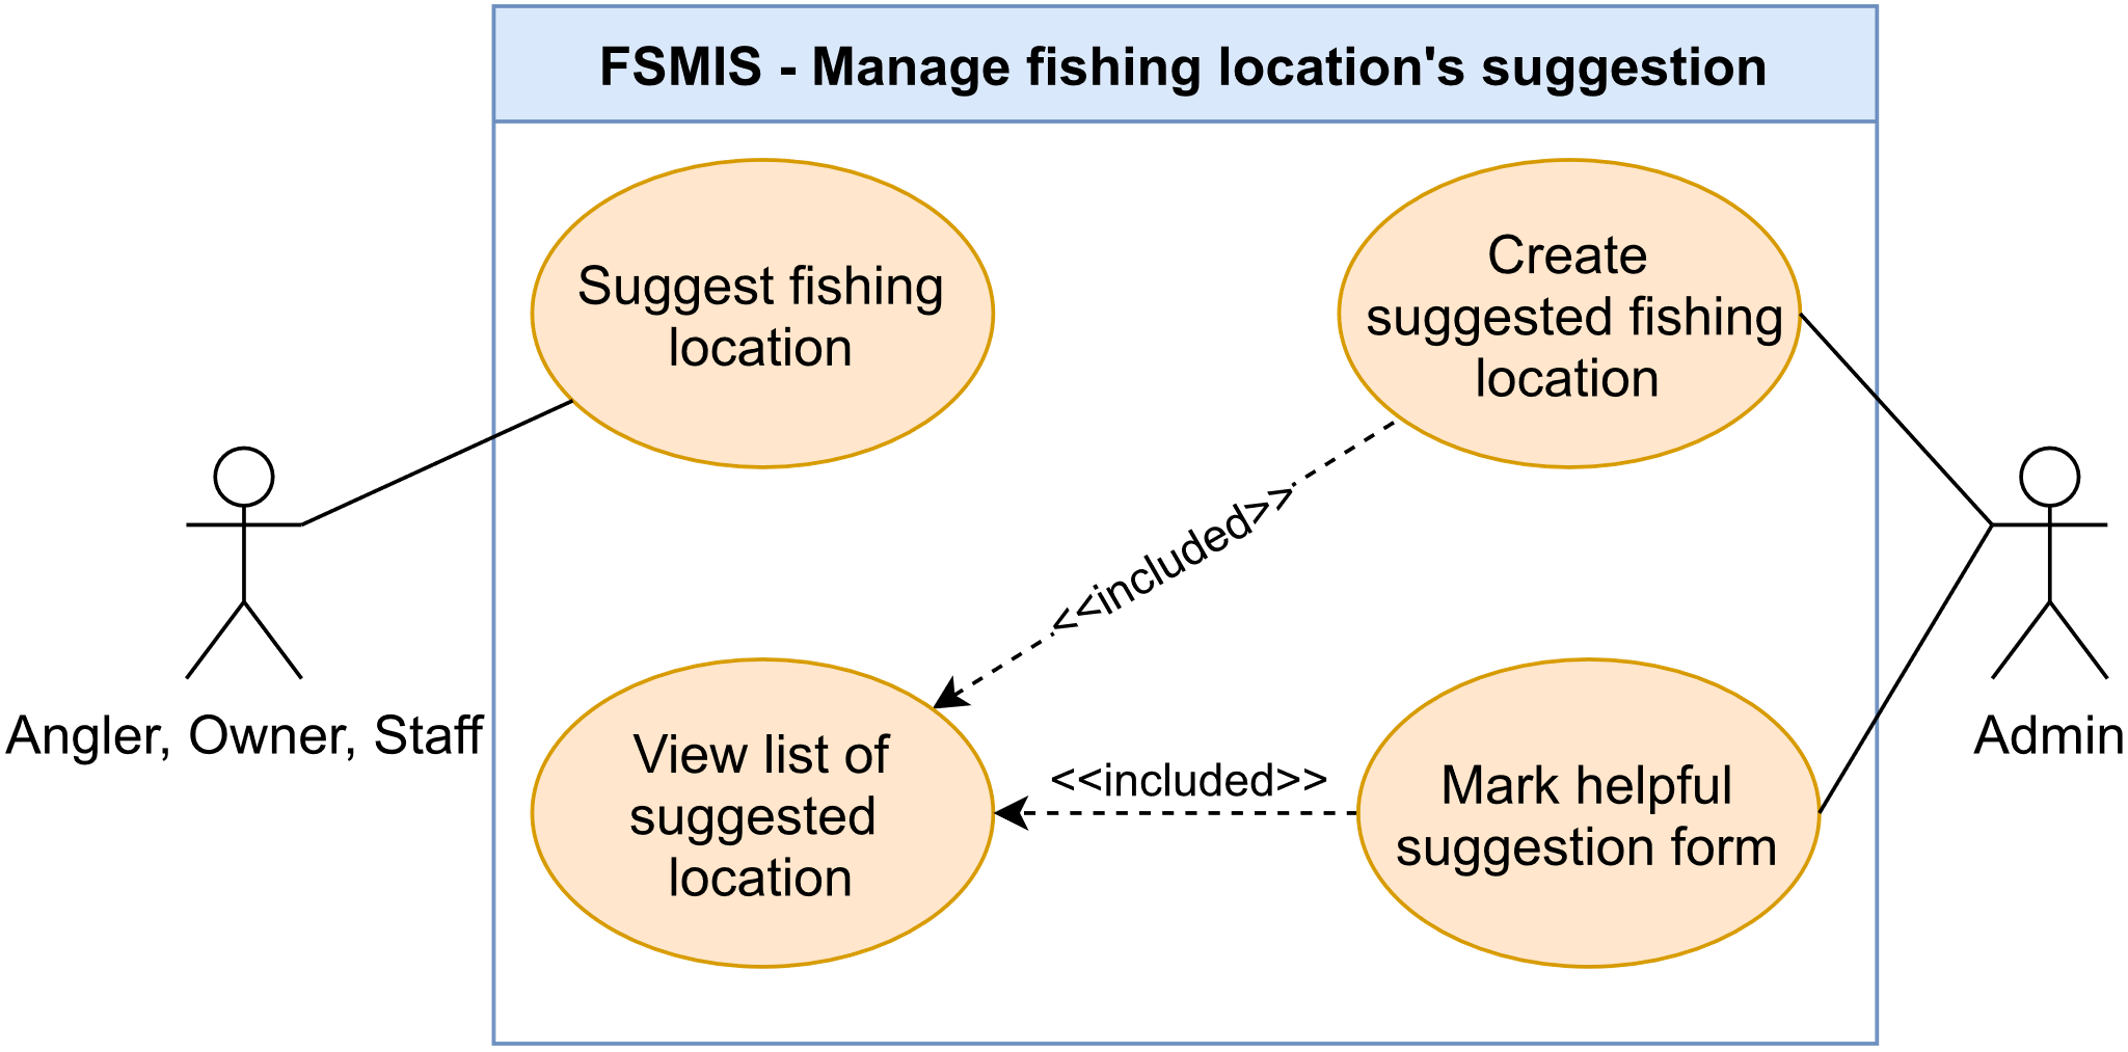 FSMIS - Manage fishing location's suggestion
Suggest fishing
location
Create
suggested fishing
location
<<included>>
Angler, Owner, Staff
Admin
View list of
suggested
location
<<included>>
Mark helpful
suggestion form